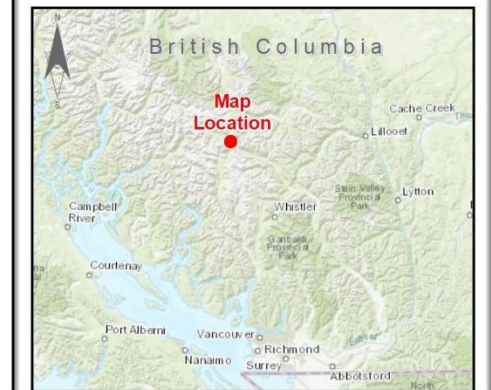 N
British Columbia
Map
Location
Cache Creek
Lillooet
Stein Valley
Provincial
Park
Lytton
Campbell
River
Whistler
Garibaldi
Provincial
Park
Courtenay
Port Alberni
Vancouver
Richmond
Nanaimo
Surrey
Fraser
Abbotsford
North
S